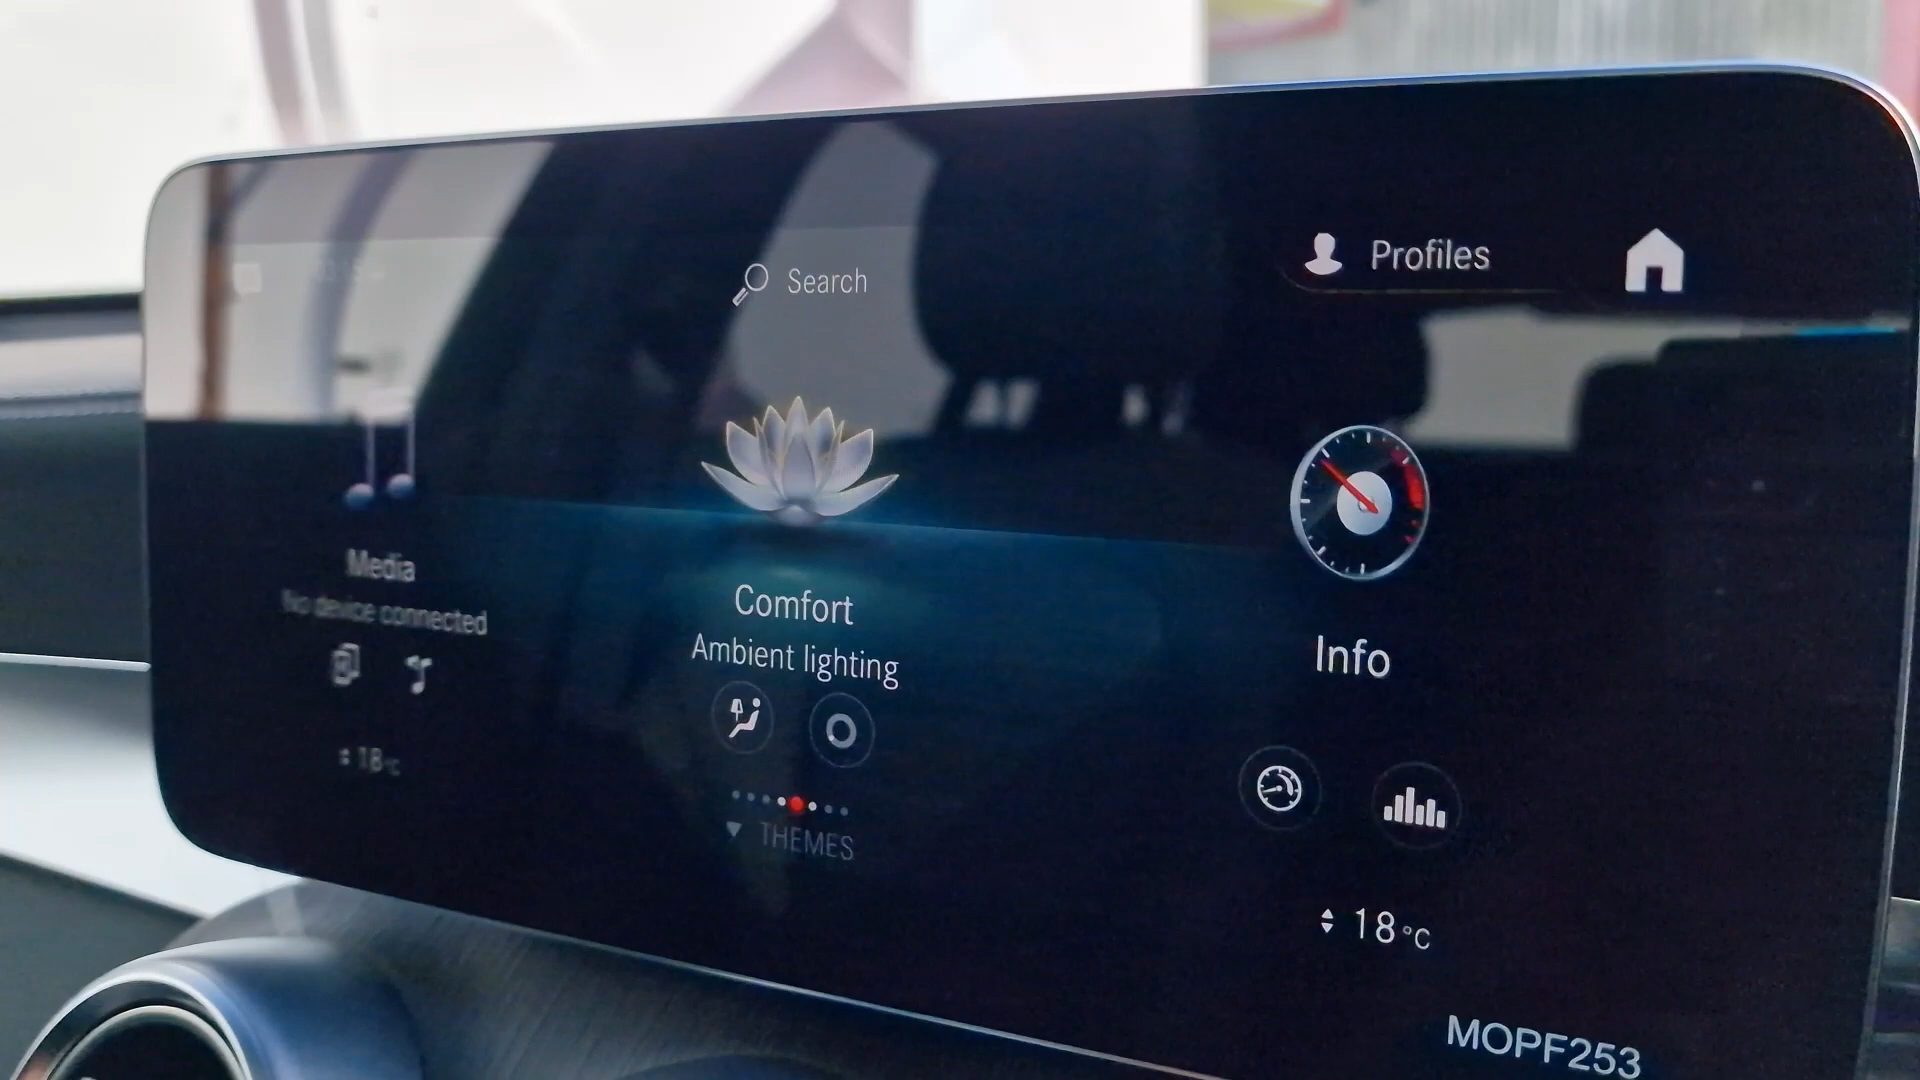 Search
Profiles
Media
No device connected
18°C
Comfort
Ambient lighting
THEMES
Info
18°C
MOPF253